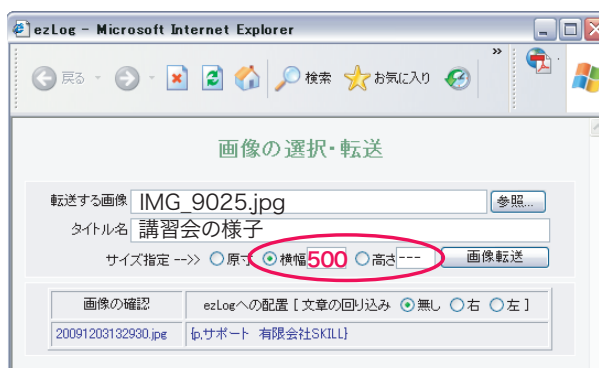 ezLog - Microsoft Internet Explorer
戻る 検索 お気に入り »
画像の選択・転送
転送する画像 IMG_9025.jpg 参照...
タイトル名 講習会の様子
サイズ指定 -->> 原寸 横幅 500 高さ --- 画像転送
画像の確認 ezLogへの配置 [ 文章の回り込み 無し 右 左 ]
20091203132930.jpg {p,サポート 有限会社SKILL}